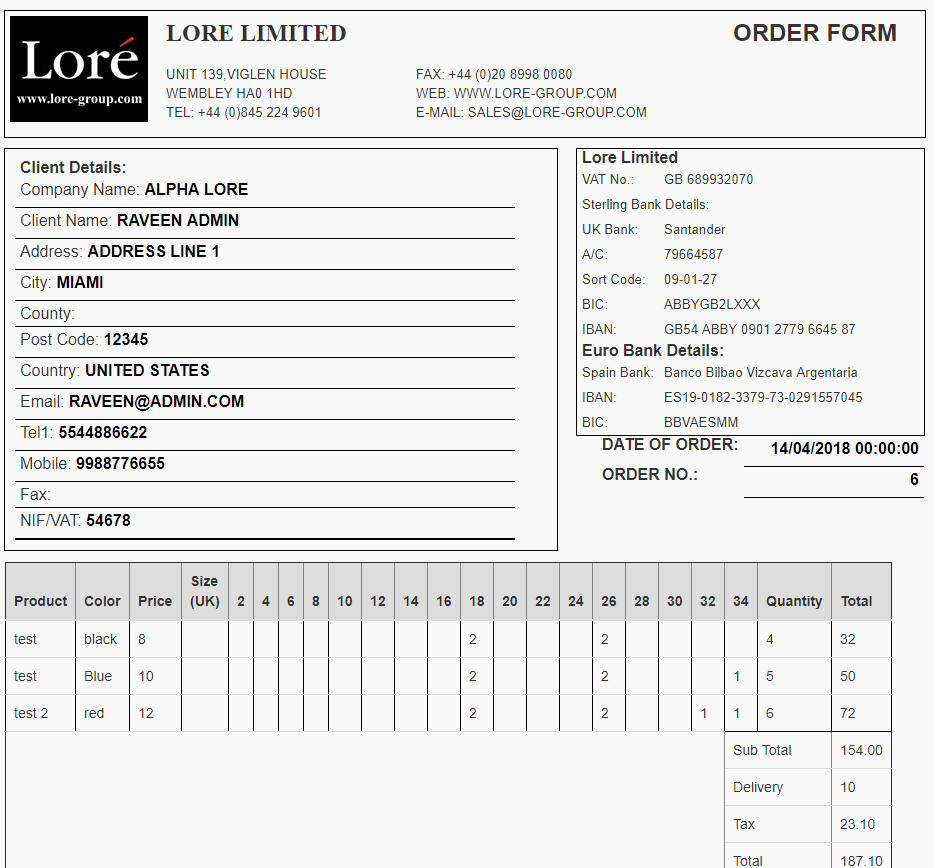 Loré
www.lore-group.com
LORE LIMITED
ORDER FORM
UNIT 139,VIGLEN HOUSE
WEMBLEY HA0 1HD
TEL: +44 (0)845 224 9601
FAX: +44 (0)20 8998 0080
WEB: WWW.LORE-GROUP.COM
E-MAIL: SALES@LORE-GROUP.COM
Client Details:
Company Name: ALPHA LORE
Client Name: RAVEEN ADMIN
Address: ADDRESS LINE 1
City: MIAMI
County:
Post Code: 12345
Country: UNITED STATES
Email: RAVEEN@ADMIN.COM
Tel1: 5544886622
Mobile: 9988776655
Fax:
NIF/VAT: 54678
Lore Limited
VAT No.: GB 689932070
Sterling Bank Details:
UK Bank: Santander
A/C: 79664587
Sort Code: 09-01-27
BIC: ABBYGB2LXXX
IBAN: GB54 ABBY 0901 2779 6645 87
Euro Bank Details:
Spain Bank: Banco Bilbao Vizcava Argentaria
IBAN: ES19-0182-3379-73-0291557045
BIC: BBVAESMM
DATE OF ORDER: 14/04/2018 00:00:00
ORDER NO.: 6
Product Color Price Size (UK) 2 4 6 8 10 12 14 16 18 20 22 24 26 28 30 32 34 Quantity Total
test black 8 2 2 4 32
test Blue 10 2 2 1 5 50
test 2 red 12 2 2 1 1 6 72
Sub Total 154.00
Delivery 10
Tax 23.10
Total 187.10